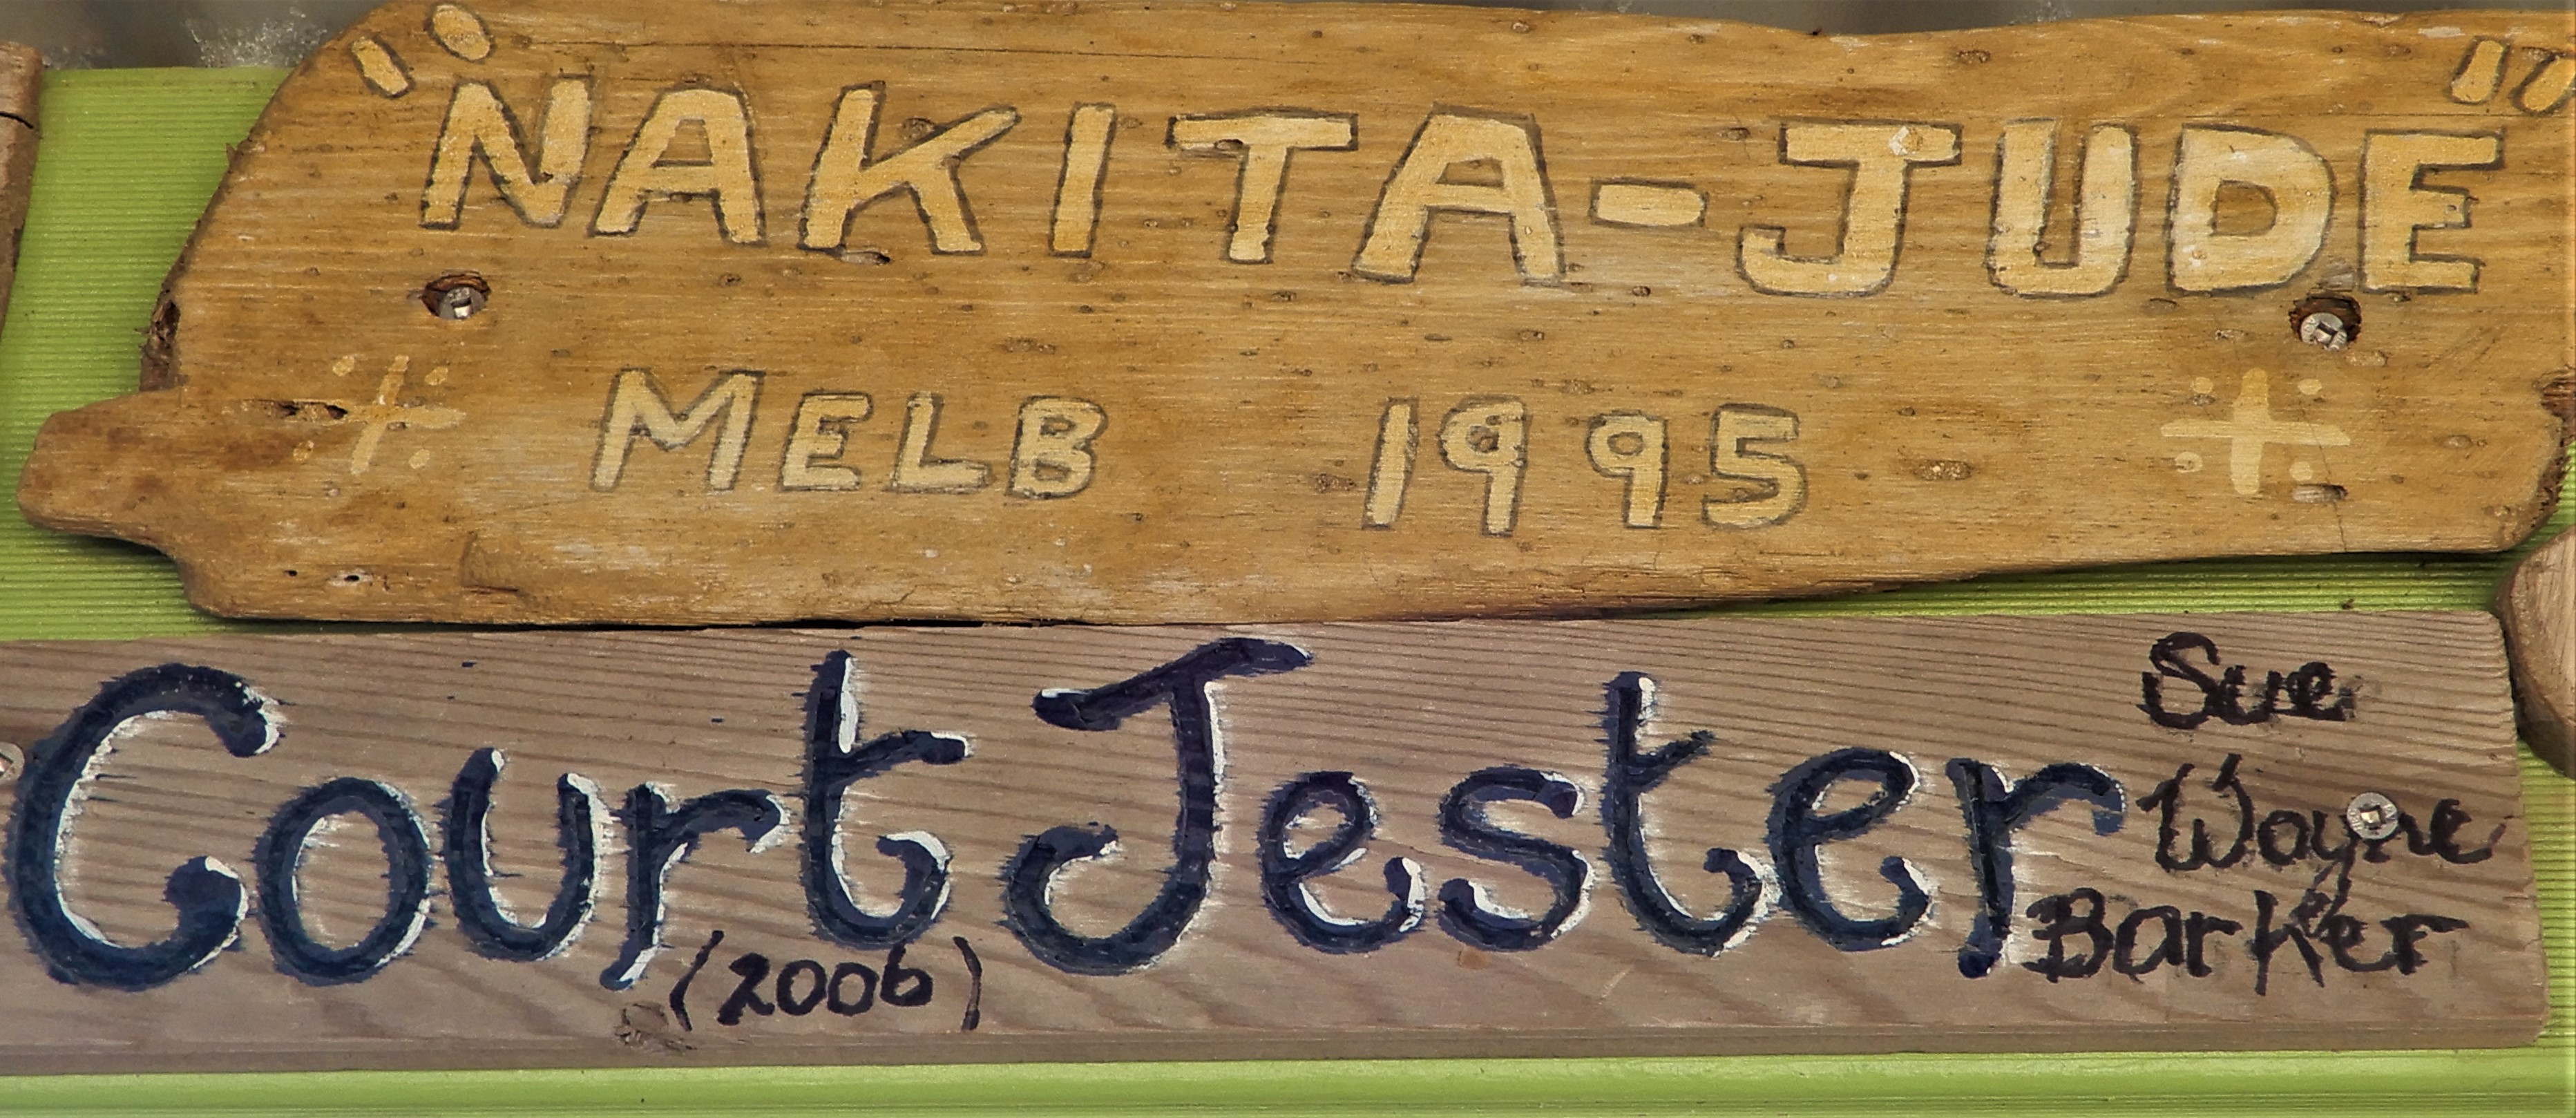 "NAKITA-JUDE"
MELB 1995
Court Jester
(2006)
Sue
Wayne
Barker